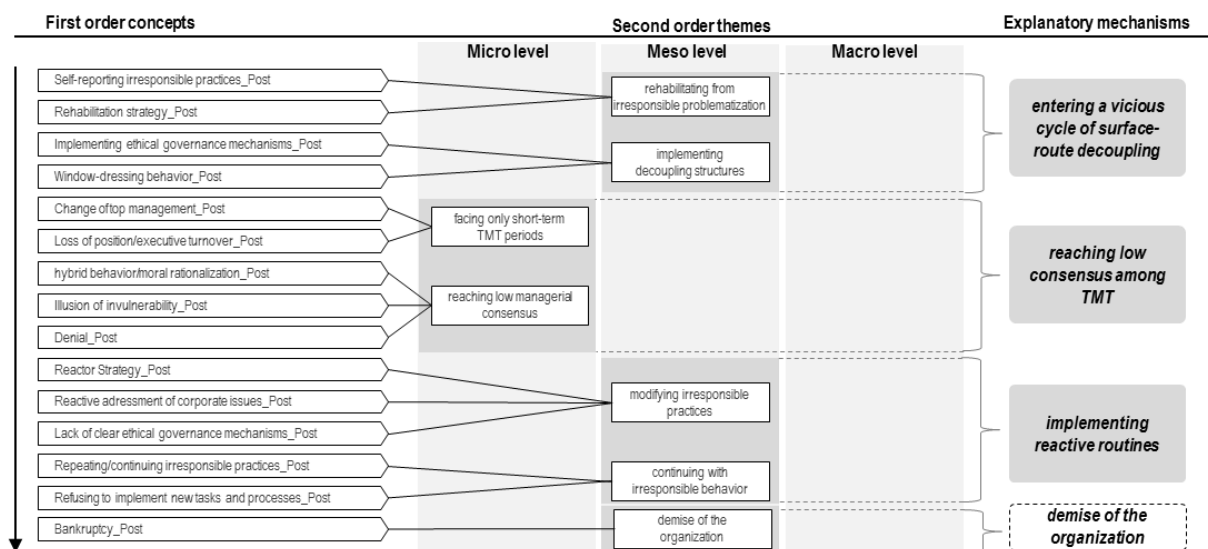 First order concepts
Second order themes
Explanatory mechanisms
Micro level
Meso level
Macro level
Self-reporting irresponsible practices_Post
Rehabilitation strategy_Post
Implementing ethical governance mechanisms_Post
Window-dressing behavior_Post
Change of top management_Post
Loss of position/executive turnover_Post
hybrid behavior/moral rationalization_Post
Illusion of invulnerability_Post
Denial_Post
Reactor Strategy_Post
Reactive adressment of corporate issues_Post
Lack of clear ethical governance mechanisms_Post
Repeating/continuing irresponsible practices_Post
Refusing to implement new tasks and processes_Post
Bankruptcy_Post
facing only short-term
TMT periods
reaching low managerial
consensus
rehabilitating from
irresponsible problematization
implementing
decoupling structures
modifying irresponsible
practices
continuing with
irresponsible behavior
demise of the
organization
entering a vicious
cycle of surface-
route decoupling
reaching low
consensus among
TMT
implementing
reactive routines
demise of the
organization